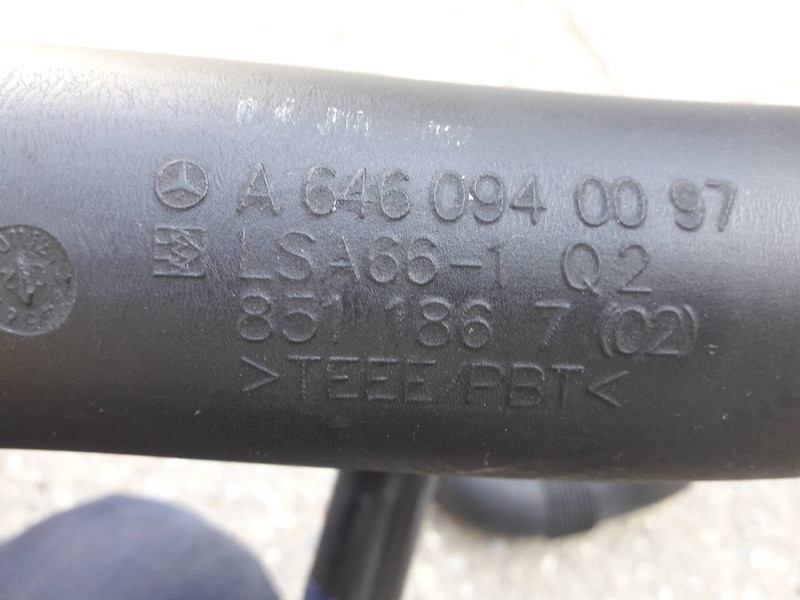 A 646 094 00 97
LSA66-1 Q2
851 186 7 (02)
>TEEE/PBT<